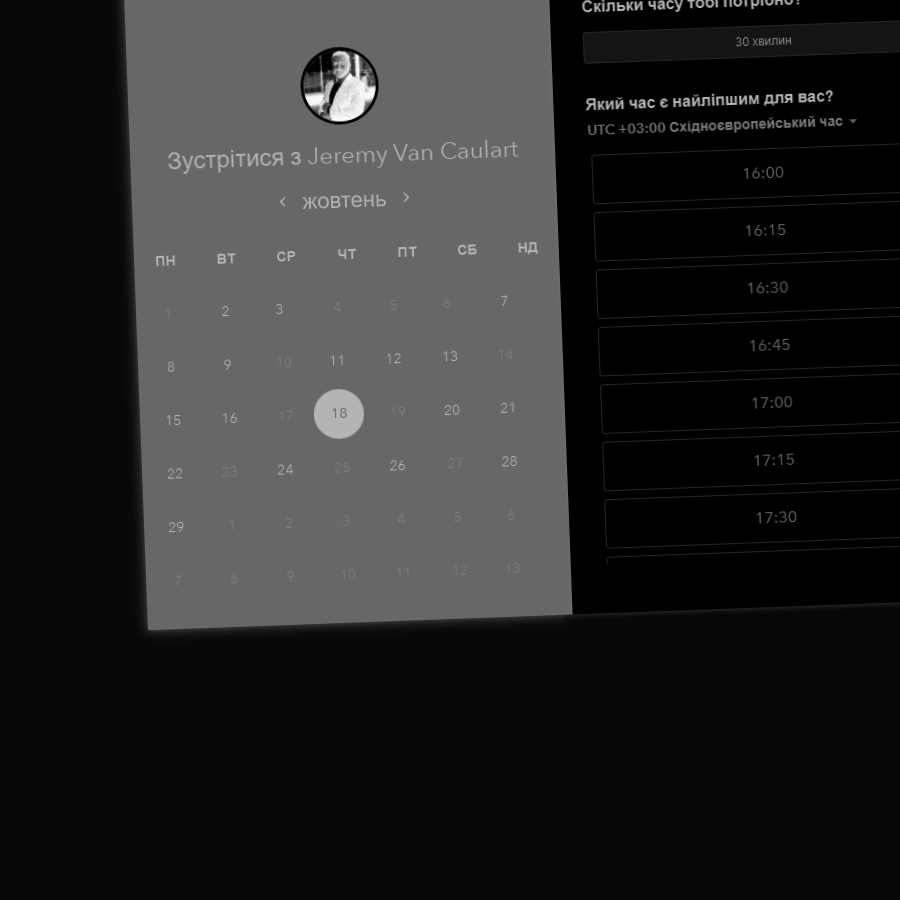 Зустрітися з Jeremy Van Caulart
‹ жовтень ›
ПН ВТ СР ЧТ ПТ СБ НД
1 2 3 4 5 6 7
8 9 10 11 12 13 14
15 16 17 18 19 20 21
22 23 24 25 26 27 28
29 1 2 3 4 5 6
7 8 9 10 11 12 13
Скільки часу тобі потрібно?
30 хвилин
Який час є найліпшим для вас?
UTC +03:00 Східноєвропейський час
16:00
16:15
16:30
16:45
17:00
17:15
17:30